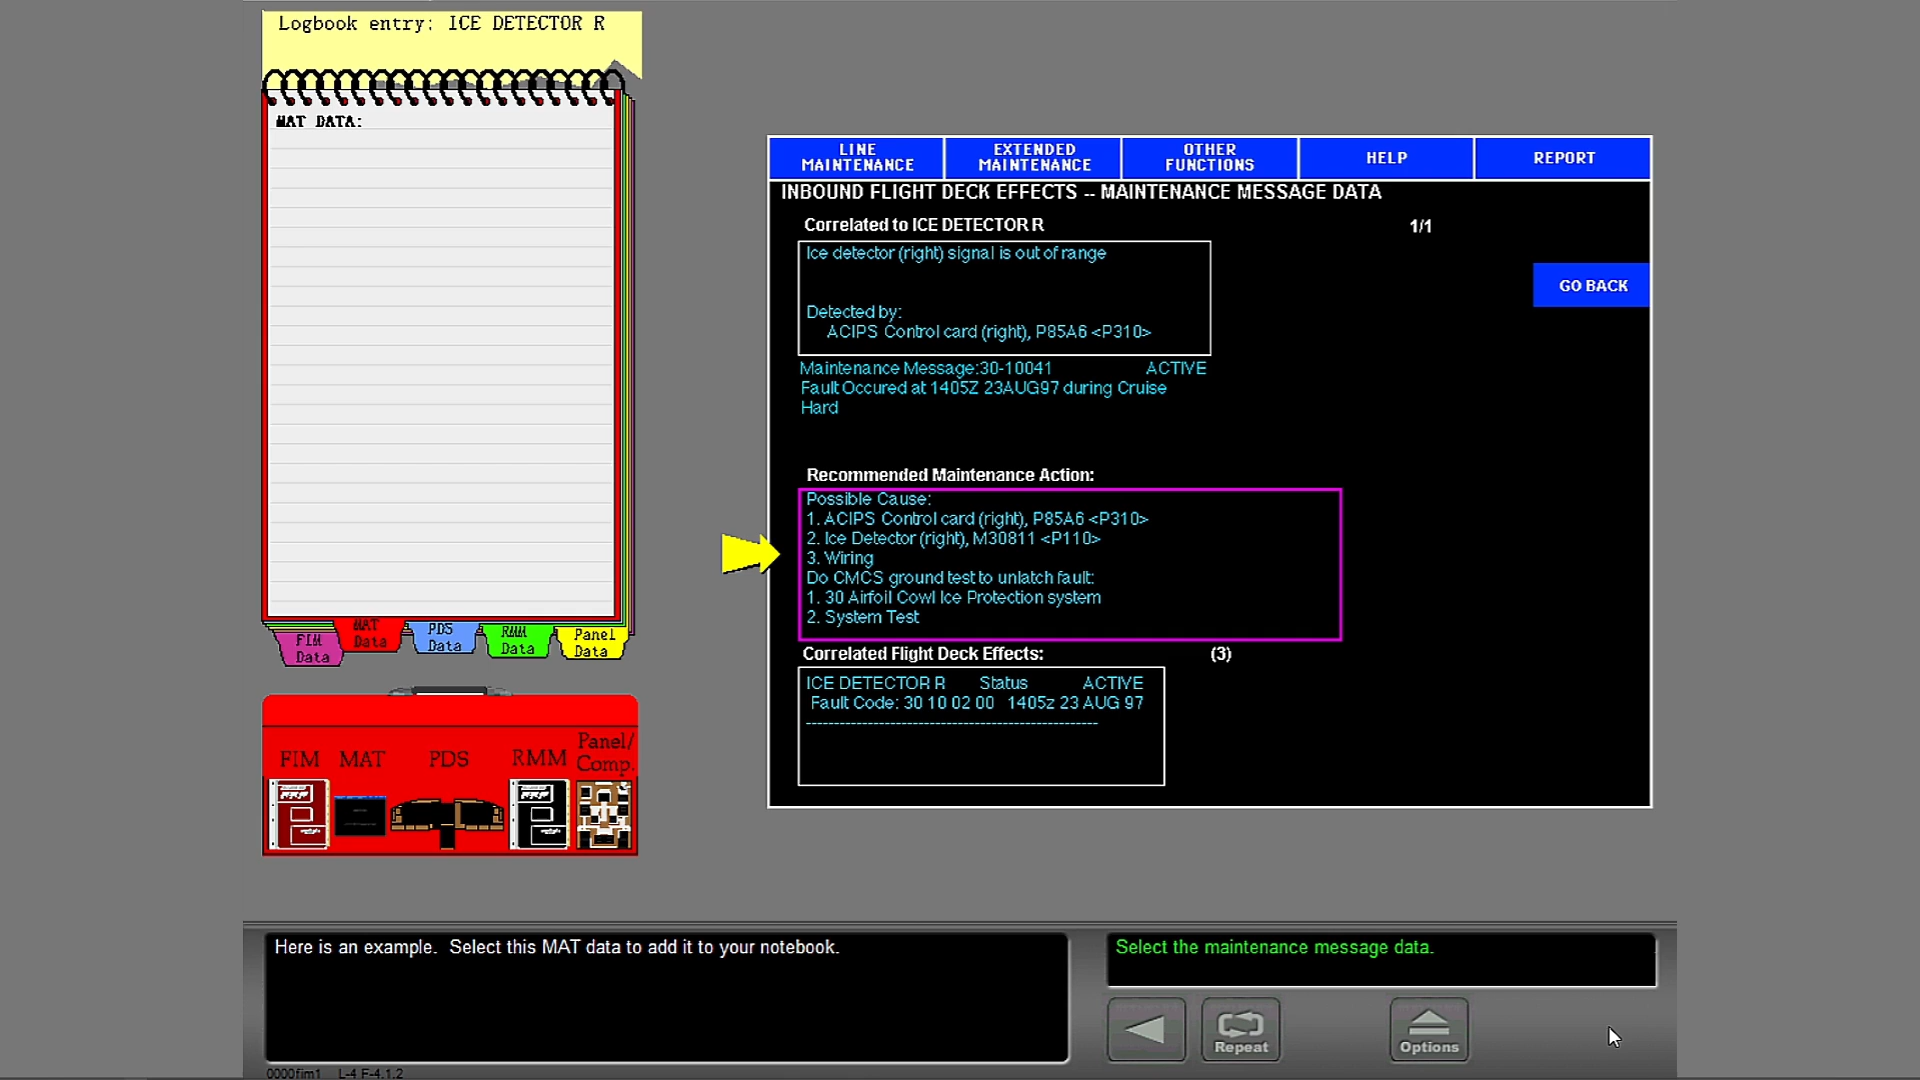 Logbook entry: ICE DETECTOR R
MAT DATA:
FIM Data
MAT Data
PDS Data
RMM Data
Panel Data
FIM MAT PDS RMM Panel/Comp.
LINE MAINTENANCE
EXTENDED MAINTENANCE
OTHER FUNCTIONS
HELP
REPORT
INBOUND FLIGHT DECK EFFECTS -- MAINTENANCE MESSAGE DATA
Correlated to ICE DETECTOR R 1/1
Ice detector (right) signal is out of range
GO BACK
Detected by:
ACIPS Control card (right), P85A6 <P310>
Maintenance Message:30-10041 ACTIVE
Fault Occured at 1405Z 23AUG97 during Cruise
Hard
Recommended Maintenance Action:
Possible Cause:
1. ACIPS Control card (right), P85A6 <P310>
2. Ice Detector (right), M30811 <P110>
3. Wiring
Do CMCS ground test to unlatch fault:
1. 30 Airfoil Cowl Ice Protection system
2. System Test
Correlated Flight Deck Effects: (3)
ICE DETECTOR R Status ACTIVE
Fault Code: 30 10 02 00 1405z 23 AUG 97
Here is an example. Select this MAT data to add it to your notebook.
Select the maintenance message data.
Repeat
Options
0000fim1 L-4 F-4.1.2